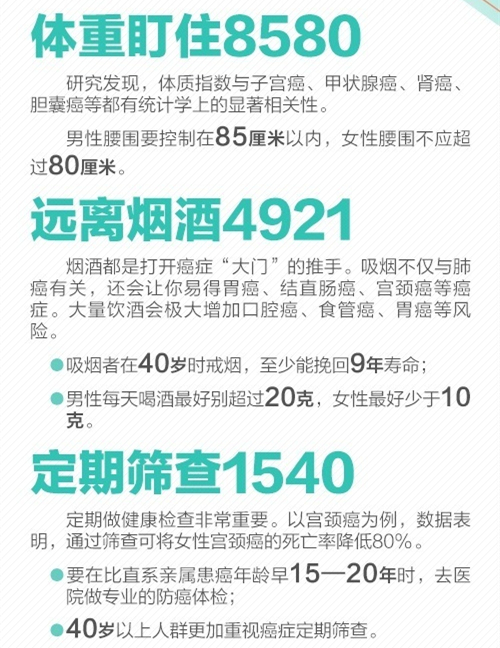 体重盯住8580
研究发现，体质指数与子宫癌、甲状腺癌、肾癌、
胆囊癌等都有统计学上的显著相关性。
男性腰围要控制在85厘米以内，女性腰围不应超
过80厘米。
远离烟酒4921
烟酒都是打开癌症“大门”的推手。吸烟不仅与肺
癌有关，还会让你易得胃癌、结直肠癌、宫颈癌等癌
症。大量饮酒会极大增加口腔癌、食管癌、胃癌等风
险。
●吸烟者在40岁时戒烟，至少能挽回9年寿命；
●男性每天喝酒最好别超过20克，女性最好少于10
克。
定期筛查1540
定期做健康检查非常重要。以宫颈癌为例，数据表
明，通过筛查可将女性宫颈癌的死亡率降低80%。
●要在比直系亲属患癌年龄早15—20年时，去医
院做专业的防癌体检；
●40岁以上人群更加重视癌症定期筛查。